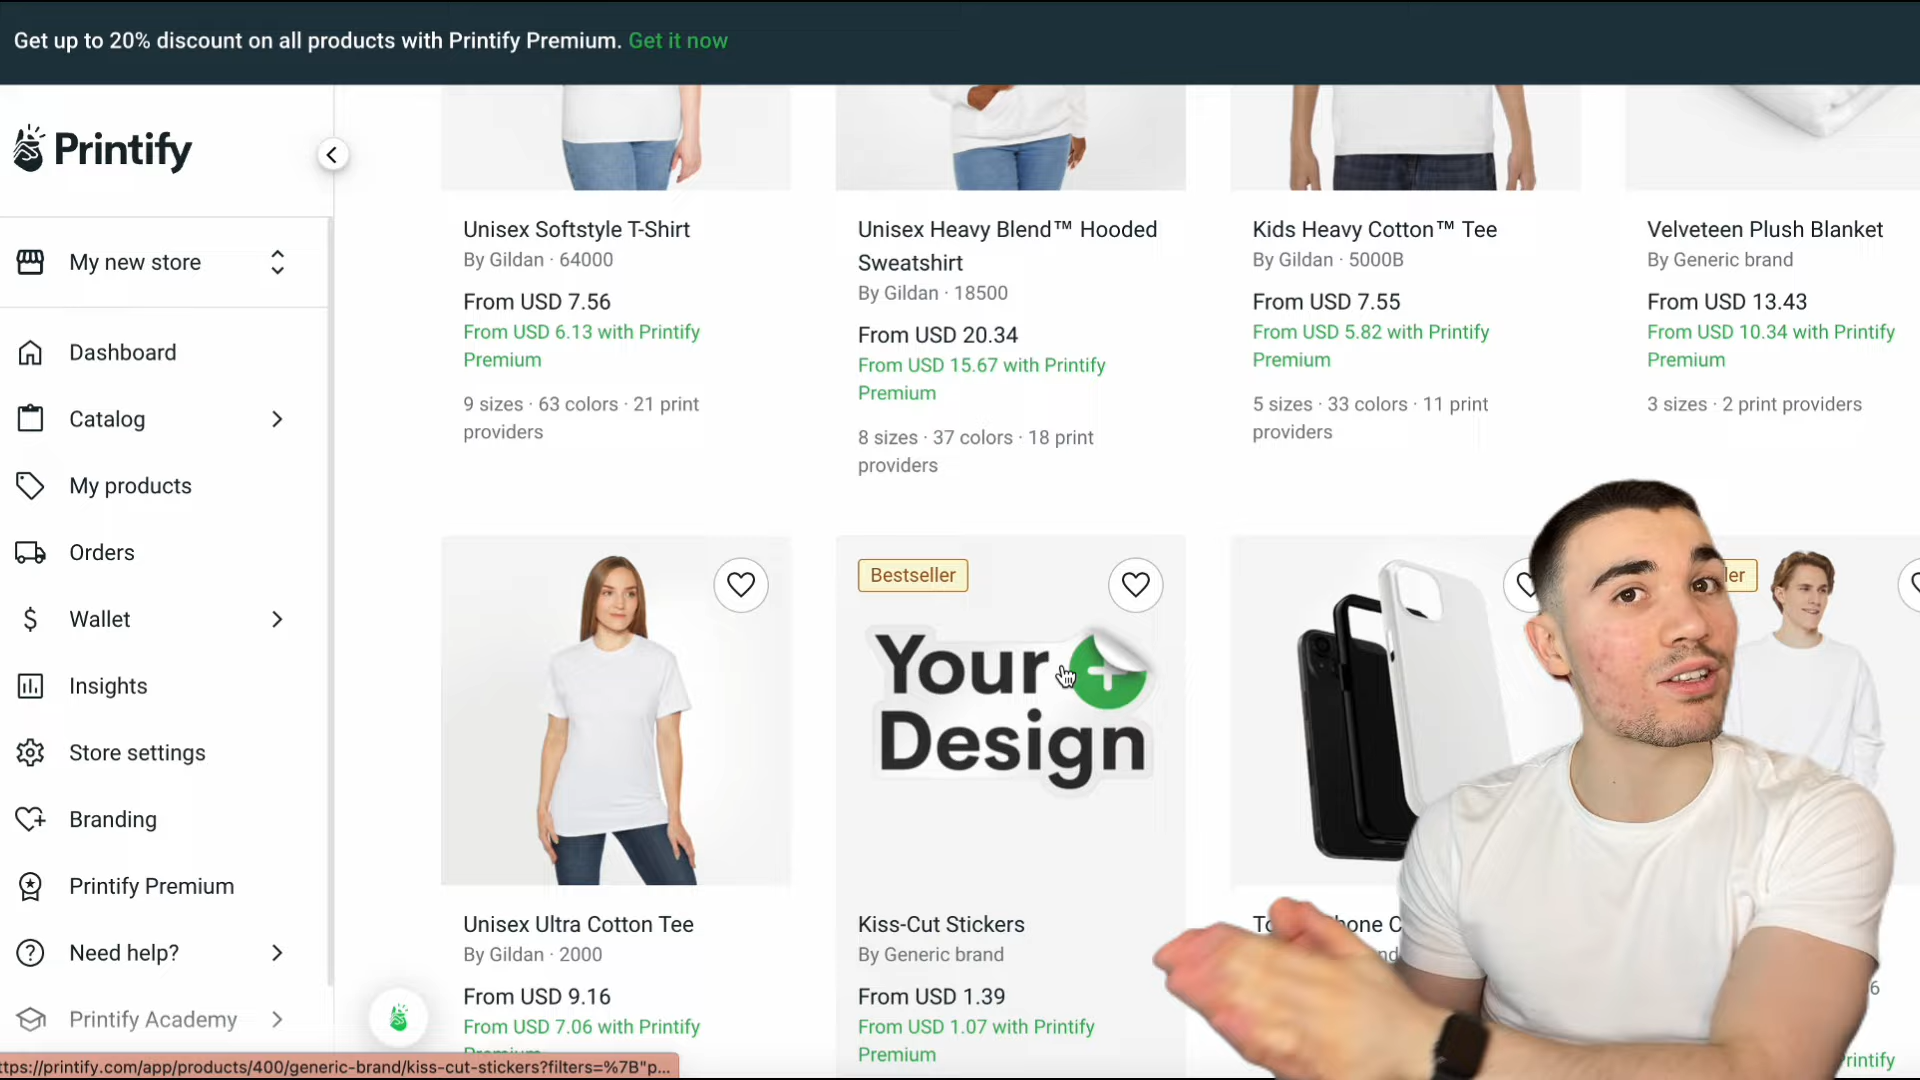 Get up to 20% discount on all products with Printify Premium. Get it now
Printify
My new store
Dashboard
Catalog
My products
Orders
Wallet
Insights
Store settings
Branding
Printify Premium
Need help?
Printify Academy
Unisex Softstyle T-Shirt
By Gildan · 64000
From USD 7.56
From USD 6.13 with Printify
Premium
9 sizes · 63 colors · 21 print
providers
Unisex Heavy Blend™ Hooded
Sweatshirt
By Gildan · 18500
From USD 20.34
From USD 15.67 with Printify
Premium
8 sizes · 37 colors · 18 print
providers
Kids Heavy Cotton™ Tee
By Gildan · 5000B
From USD 7.55
From USD 5.82 with Printify
Premium
5 sizes · 33 colors · 11 print
providers
Velveteen Plush Blanket
By Generic brand
From USD 13.43
From USD 10.34 with Printify
Premium
3 sizes · 2 print providers
Unisex Ultra Cotton Tee
By Gildan · 2000
From USD 9.16
From USD 7.06 with Printify
Bestseller
Your
Design
Kiss-Cut Stickers
By Generic brand
From USD 1.39
From USD 1.07 with Printify
Premium
Printify
ttps://printify.com/app/products/400/generic-brand/kiss-cut-stickers?filters=%7B"p...